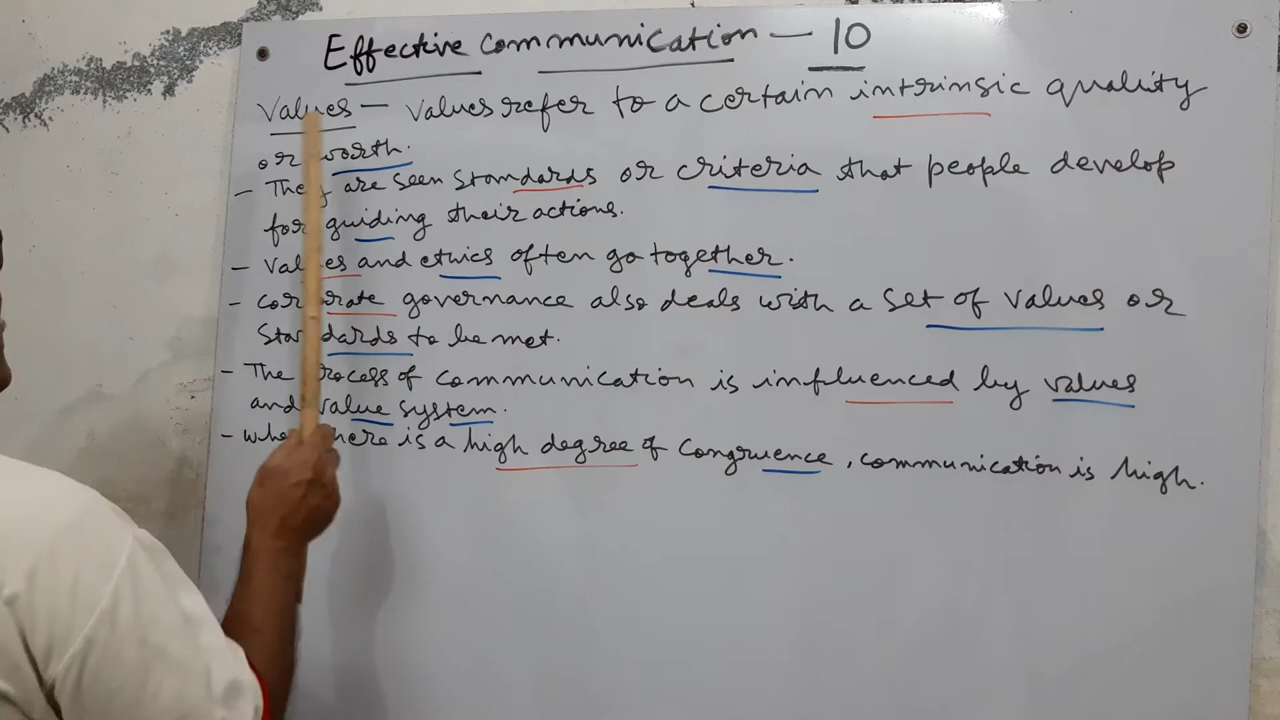 Effective Communication — 10
Values — Values refer to a certain intrinsic quality
or worth.
- They are seen standards or criteria that people develop
for guiding their actions.
- Values and ethics often go together.
- Corporate governance also deals with a set of values or
Standards to be met.
- The process of communication is influenced by values
and value system.
- When there is a high degree of congruence, communication is high.